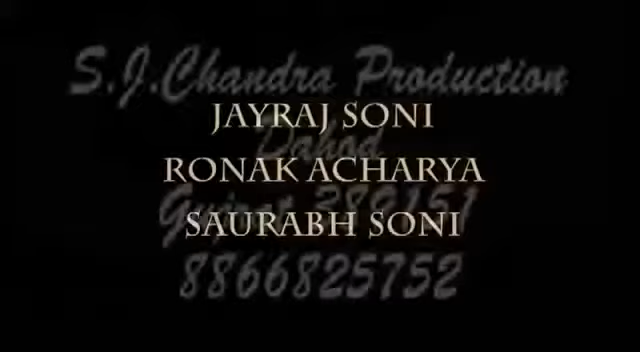 S.J.Chandra Production
JAYRAJ SONI
Dahod
RONAK ACHARYA
Gujrat 389151
SAURABH SONI
8866825752